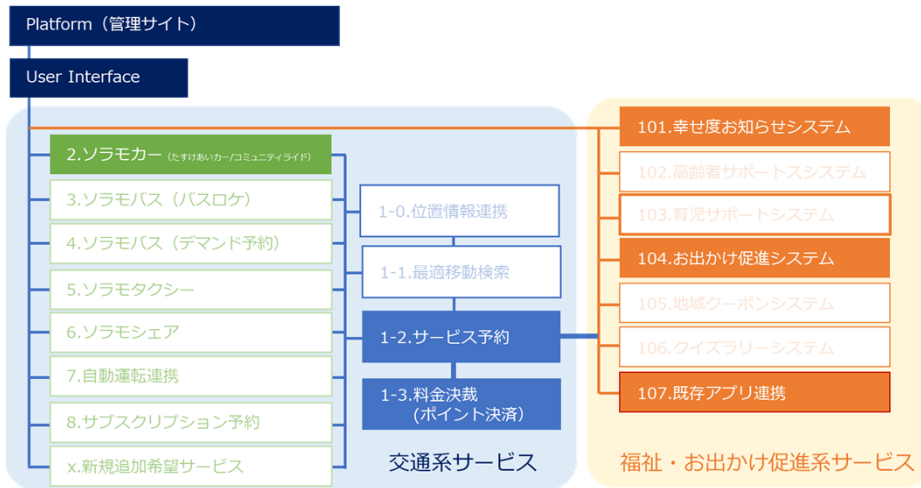 Platform（管理サイト）
User Interface
2.ソラモカー（たすけあいカー/コミュニティライド）
3.ソラモバス（バスロケ）
4.ソラモバス（デマンド予約）
5.ソラモタクシー
6.ソラモシェア
7.自動運転連携
8.サブスクリプション予約
x.新規追加希望サービス
1-0.位置情報連携
1-1.最適移動検索
1-2.サービス予約
1-3.料金決裁
(ポイント決済）
交通系サービス
101.幸せ度お知らせシステム
102.高齢者サポートスシステム
103.育児サポートシステム
104.お出かけ促進システム
105.地域クーポンシステム
106.クイズラリーシステム
107.既存アプリ連携
福祉・お出かけ促進系サービス